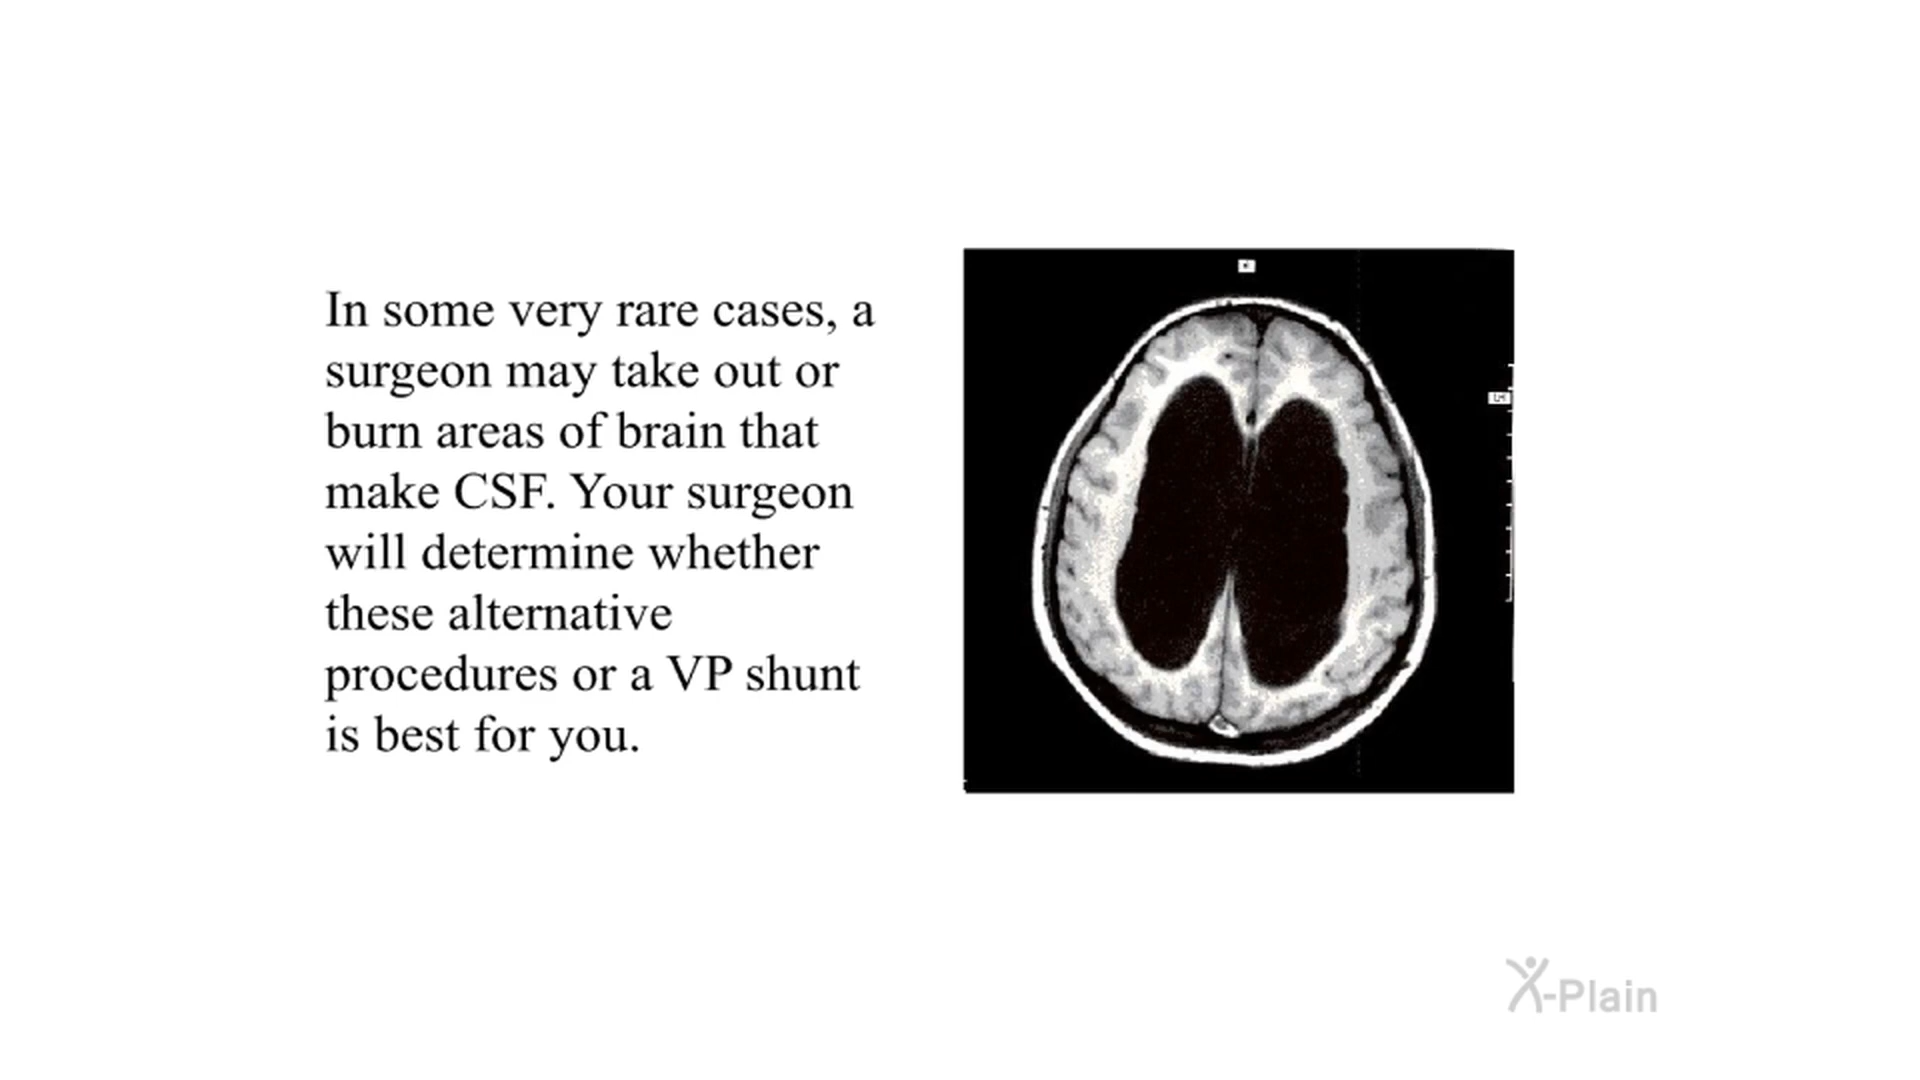 In some very rare cases, a
surgeon may take out or
burn areas of brain that
make CSF. Your surgeon
will determine whether
these alternative
procedures or a VP shunt
is best for you.
X-Plain